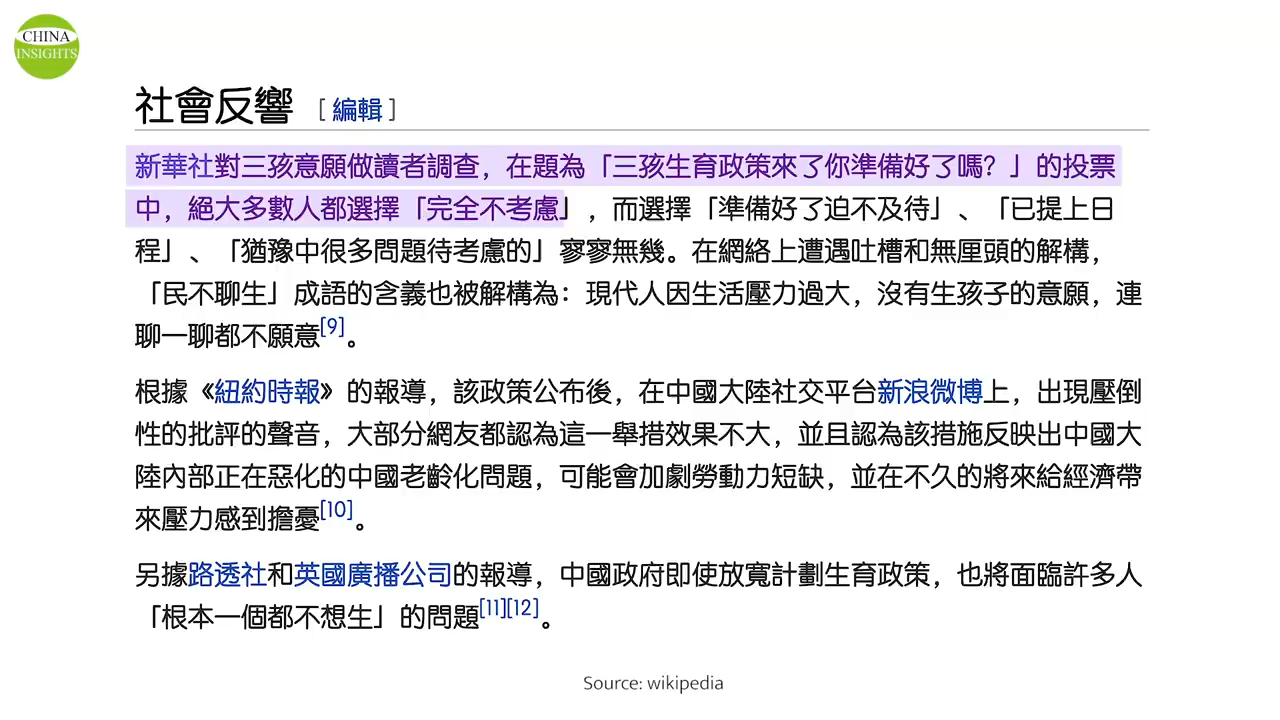 CHINA
INSIGHTS
社會反響 [編輯]
新華社對三孩意願做讀者調查，在題為「三孩生育政策來了你準備好了嗎？」的投票
中，絕大多數人都選擇「完全不考慮」，而選擇「準備好了迫不及待」、「已提上日
程」、「猶豫中很多問題待考慮的」寥寥無幾。在網絡上遭遇吐槽和無厘頭的解構，
「民不聊生」成語的含義也被解構為：現代人因生活壓力過大，沒有生孩子的意願，連
聊一聊都不願意[9]。
根據《紐約時報》的報導，該政策公布後，在中國大陸社交平台新浪微博上，出現壓倒
性的批評的聲音，大部分網友都認為這一舉措效果不大，並且認為該措施反映出中國大
陸內部正在惡化的中國老齡化問題，可能會加劇勞動力短缺，並在不久的將來給經濟帶
來壓力感到擔憂[10]。
另據路透社和英國廣播公司的報導，中國政府即使放寬計劃生育政策，也將面臨許多人
「根本一個都不想生」的問題[11][12]。
Source: wikipedia